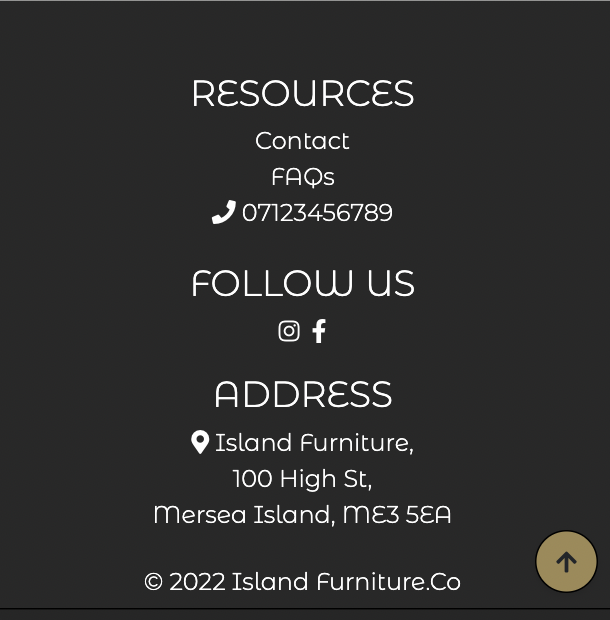 RESOURCES
Contact
FAQs
07123456789
FOLLOW US
ADDRESS
Island Furniture,
100 High St,
Mersea Island, ME3 5EA
© 2022 Island Furniture.Co